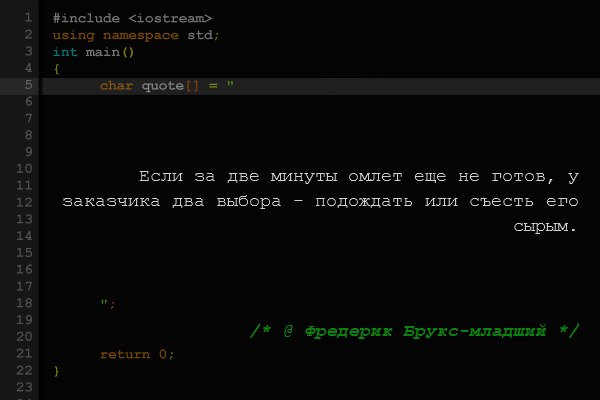 1 #include <iostream>
2 using namespace std;
3 int main()
4 {
5 char quote[] = "
6
7
8
9
10
Если за две минуты омлет еще не готов, у
11
12 заказчика два выбора – подождать или съесть его
13
сырым.
14
15
16
17
18 ";
19
/* @ Фредерик Брукс-младший */
20
21 return 0;
22 }
23